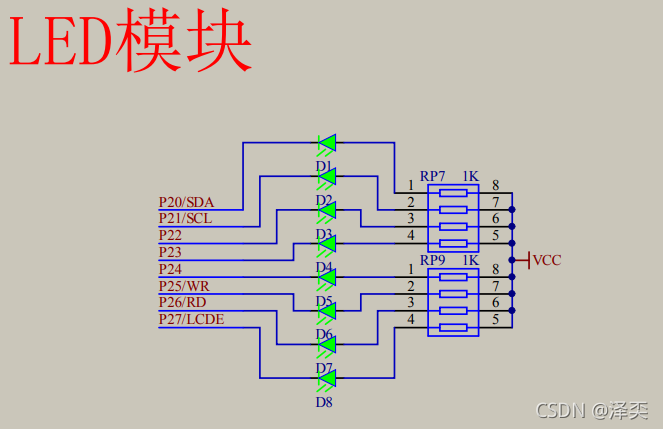 LED模块
D1
RP7 1K
1 8
P20/SDA
D2
2 7
P21/SCL
3 6
P22
D3
4 5
P23
RP9 1K
VCC
P24
D4
1 8
P25/WR
2 7
P26/RD
D5
3 6
P27/LCDE
4 5
D6
D7
D8
CSDN @泽奕